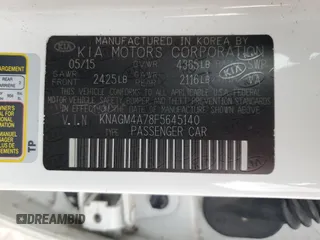 MANUFACTURED BY
KIA MOTORS CORPORATION
05/15 GVWR 4365LB
GAWR GAWR
FRONT 2425LB REAR 2116LB
THIS VEHICLE CONFORMS TO ALL APPLICABLE
FEDERAL MOTOR VEHICLE SAFETY, BUMPER, AND
THEFT PREVENTION STANDARDS IN EFFECT ON
THE DATE OF MANUFACTURE SHOWN ABOVE.
V.I.N KNAGM4A78F5645140
TYPE: PASSENGER CAR
KIA
TP
DREAMBID